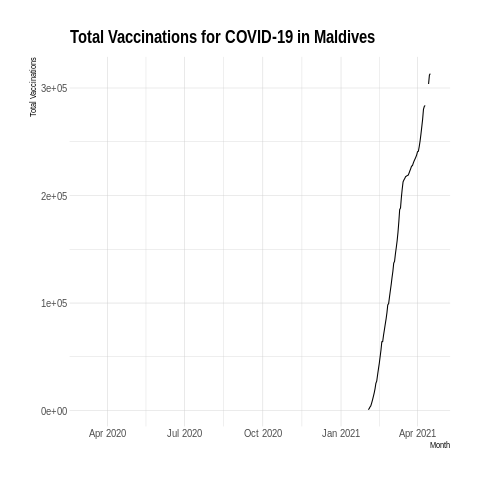 Total Vaccinations for COVID-19 in Maldives
Total Vaccinations
3e+05
2e+05
1e+05
0e+00
Apr 2020 Jul 2020 Oct 2020 Jan 2021 Apr 2021
Month